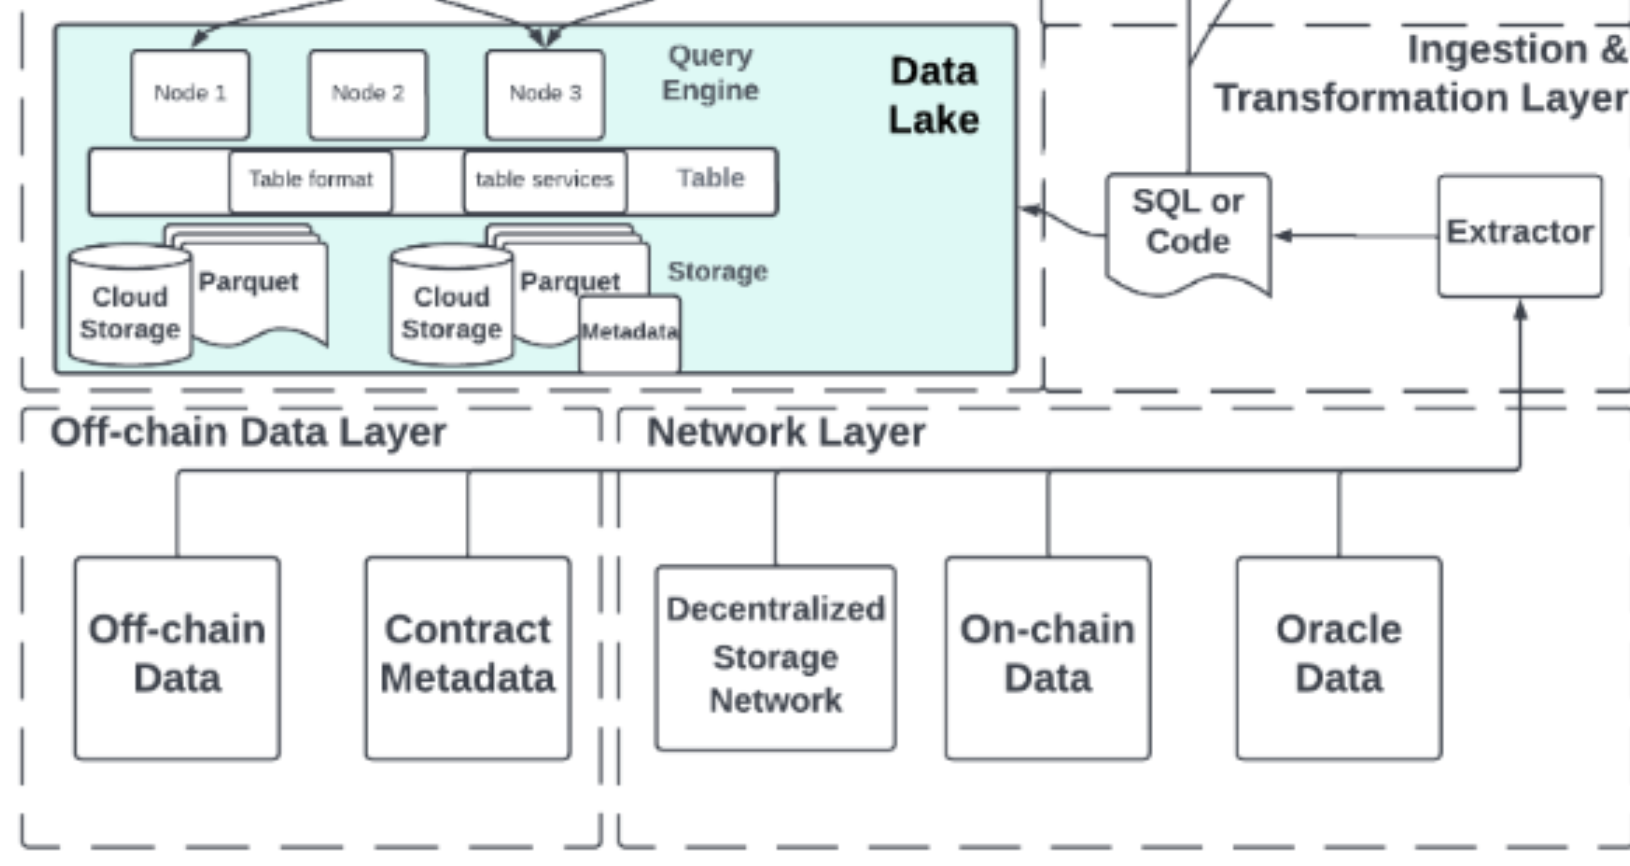 Query
Engine
Data
Lake
Node 1
Node 2
Node 3
Table format
table services
Table
Parquet
Cloud
Storage
Parquet
Cloud
Storage
Metadata
Storage
Ingestion &
Transformation Layer
SQL or
Code
Extractor
Off-chain Data Layer
Network Layer
Off-chain
Data
Contract
Metadata
Decentralized
Storage
Network
On-chain
Data
Oracle
Data